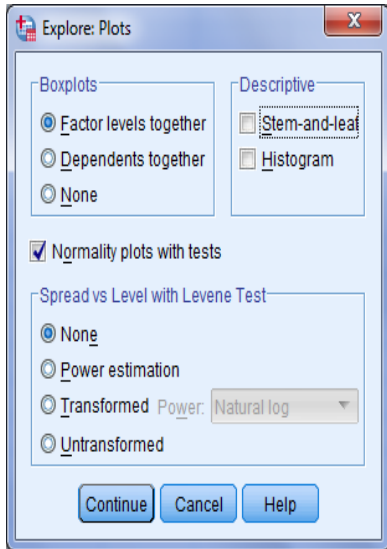 Explore: Plots
Boxplots
Factor levels together
Dependents together
None
Descriptive
Stem-and-leaf
Histogram
Normality plots with tests
Spread vs Level with Levene Test
None
Power estimation
Transformed Power: Natural log
Untransformed
Continue Cancel Help